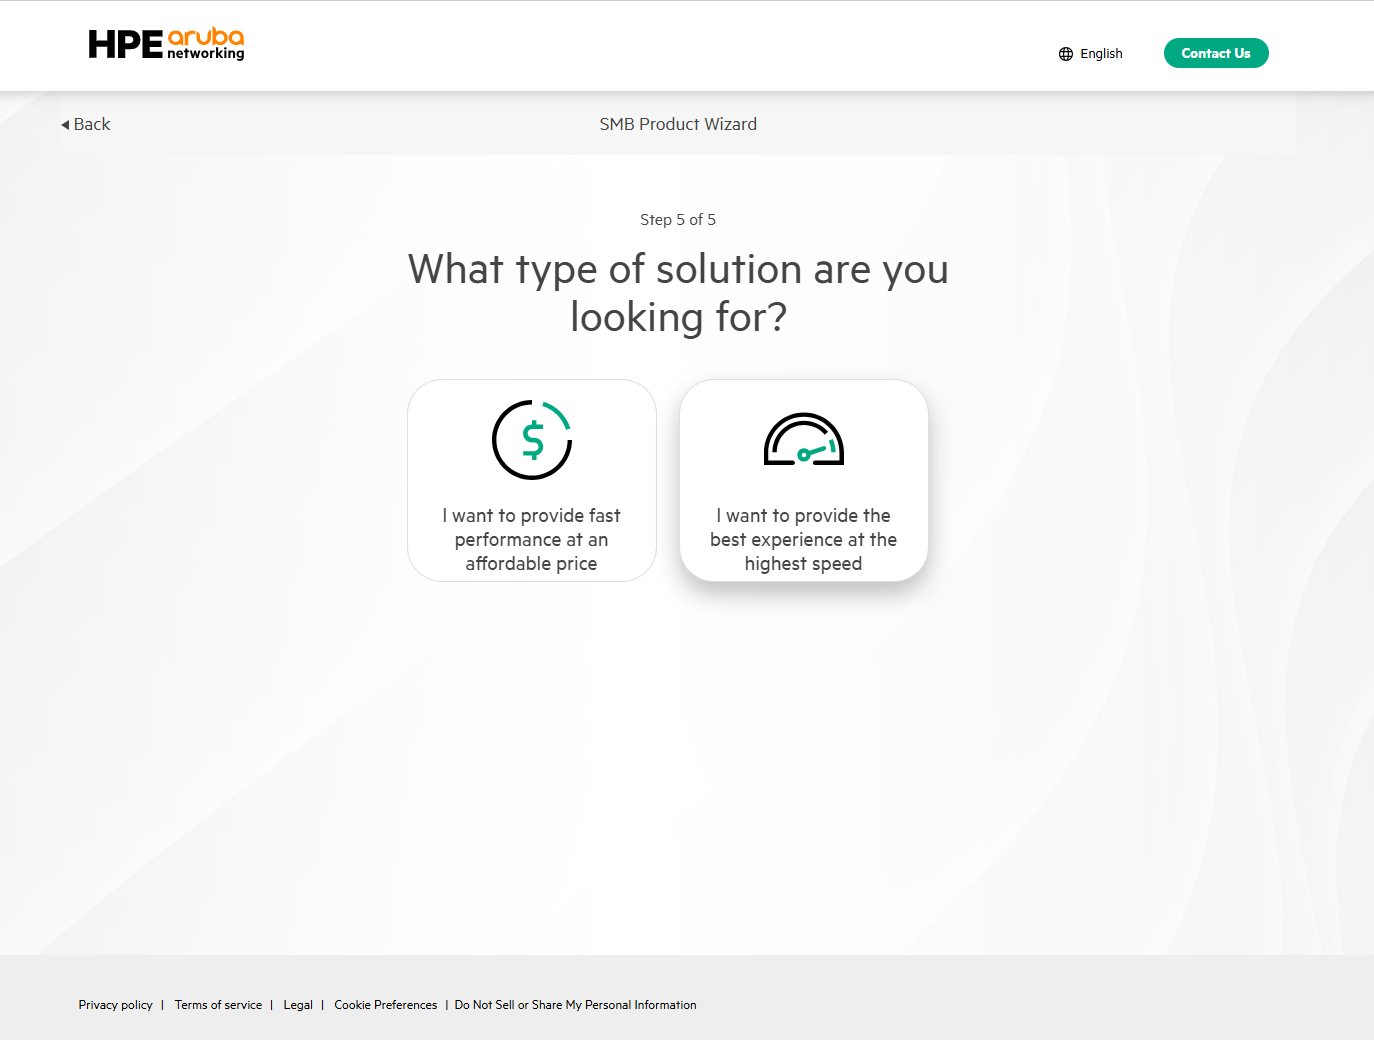 HPE aruba networking
English
Contact Us
Back
SMB Product Wizard
Step 5 of 5
What type of solution are you
looking for?
$
I want to provide fast
performance at an
affordable price
I want to provide the
best experience at the
highest speed
Privacy policy | Terms of service | Legal | Cookie Preferences | Do Not Sell or Share My Personal Information